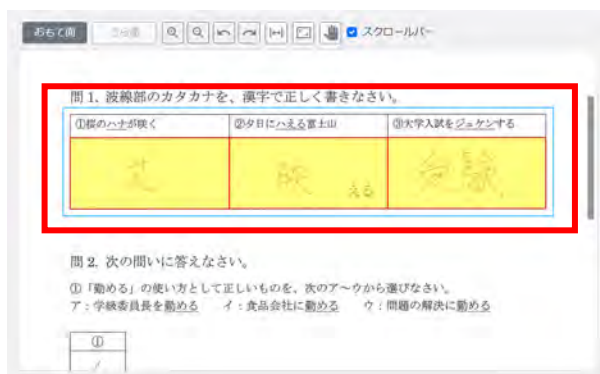 おもて面
スクロールバー
問 1. 波線部のカタカナを、漢字で正しく書きなさい。
①桜のハナが咲く ②夕日にハえる富士山 ③大学入試をジュケンする
映 える 受験
問 2. 次の問いに答えなさい。
①「勤める」の使い方として正しいものを、次のア～ウから選びなさい。
ア：学級委員長を勤める イ：食品会社に勤める ウ：問題の解決に勤める
①